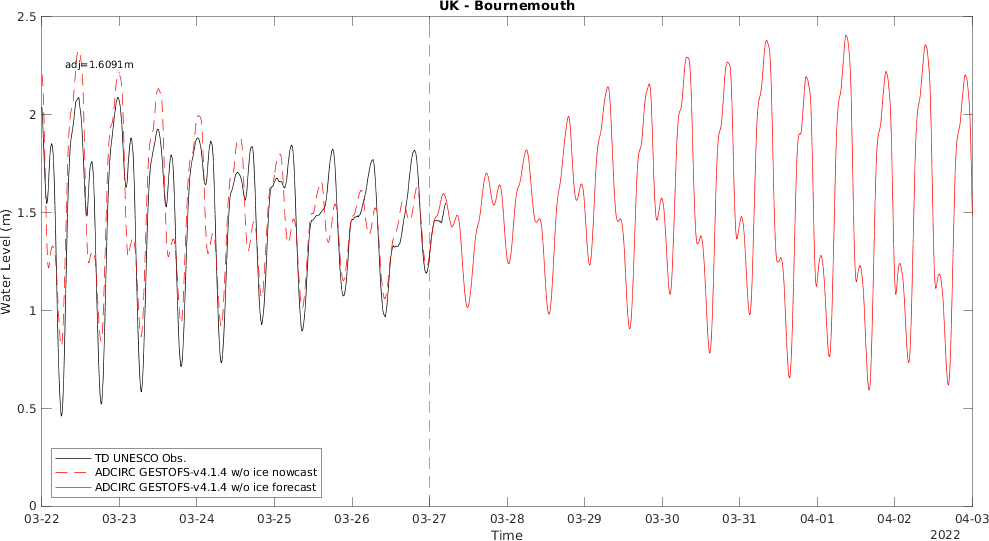 UK - Bournemouth
adj=1.6091m
Water Level (m)
2.5
2
1.5
1
0.5
0
TD UNESCO Obs.
ADCIRC GESTOFS-v4.1.4 w/o ice nowcast
ADCIRC GESTOFS-v4.1.4 w/o ice forecast
03-22 03-23 03-24 03-25 03-26 03-27 03-28 03-29 03-30 03-31 04-01 04-02 04-03
Time
2022